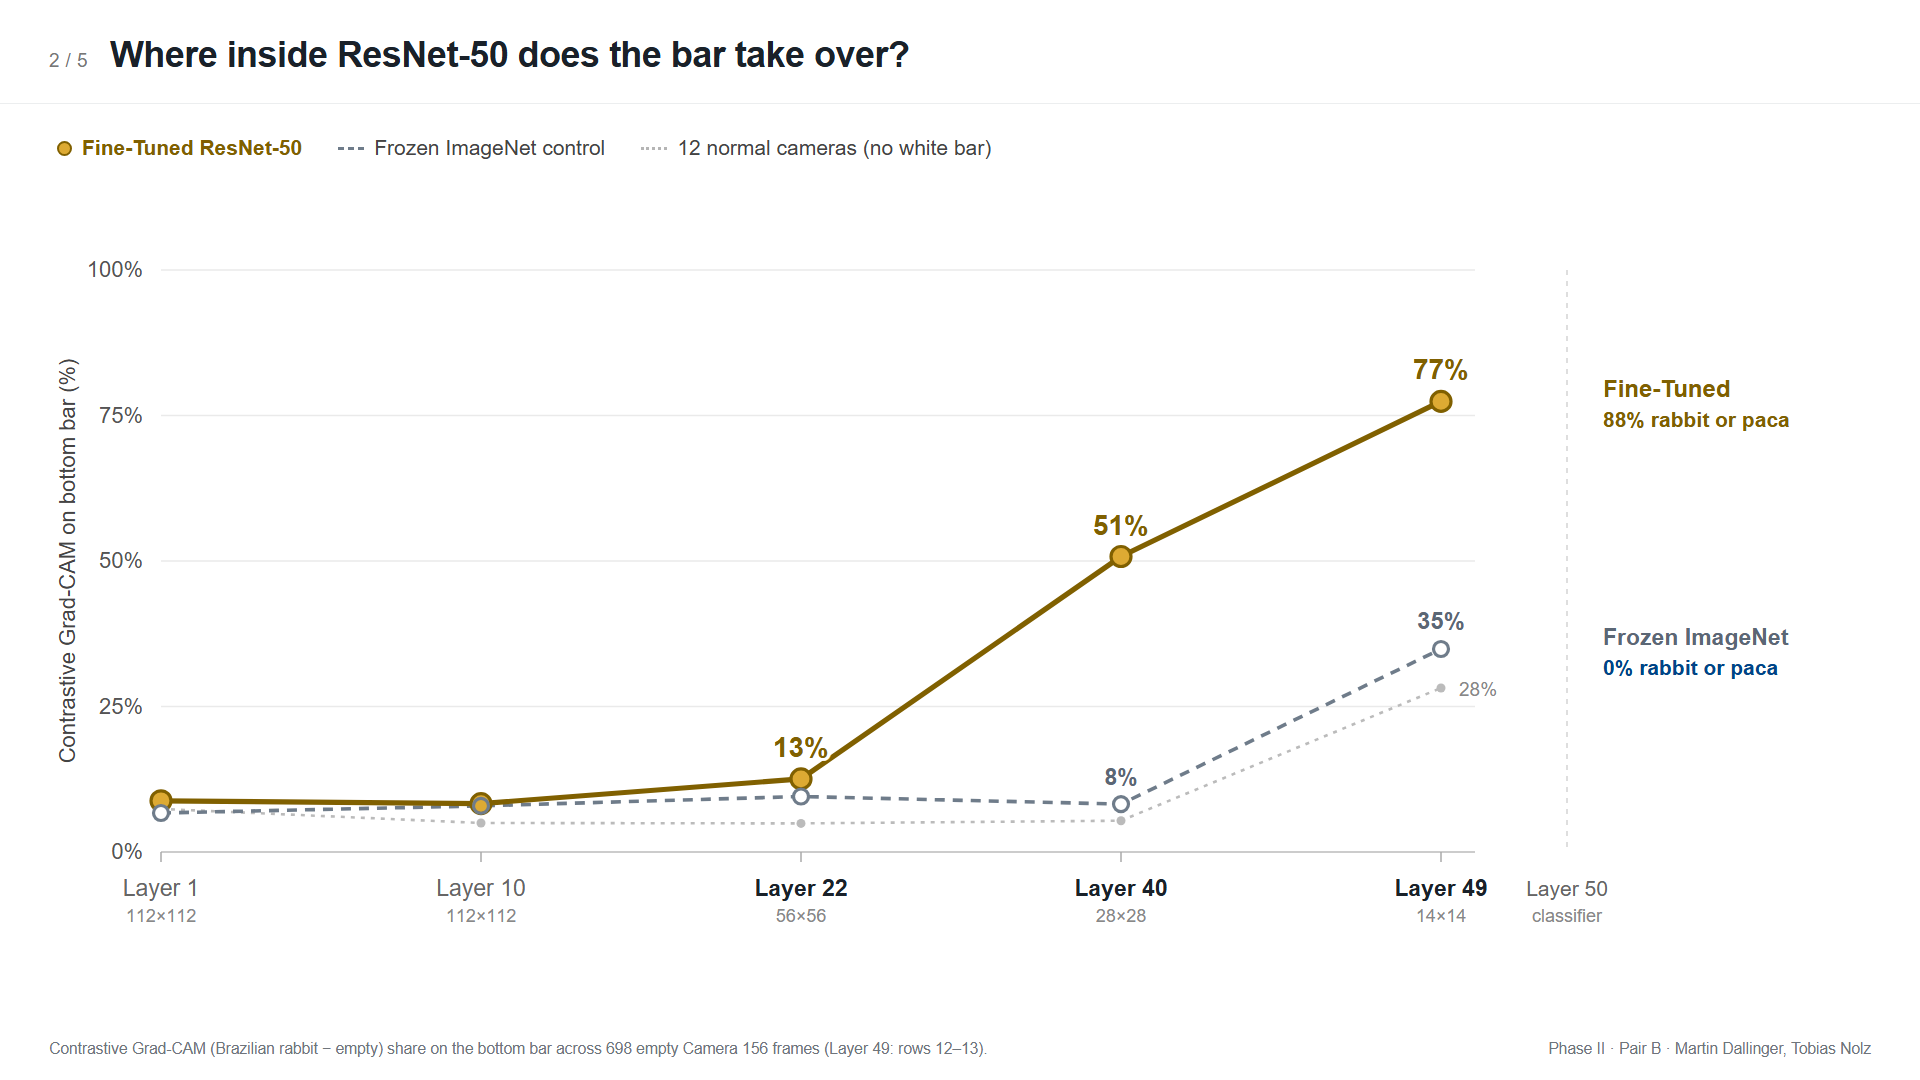 2 / 5 Where inside ResNet-50 does the bar take over?
Fine-Tuned ResNet-50 Frozen ImageNet control 12 normal cameras (no white bar)
Contrastive Grad-CAM on bottom bar (%)
100%
75%
50%
25%
0%
13%
51%
77%
8%
35%
28%
Fine-Tuned
88% rabbit or paca
Frozen ImageNet
0% rabbit or paca
Layer 1 Layer 10 Layer 22 Layer 40 Layer 49 Layer 50
112×112 112×112 56×56 28×28 14×14 classifier
Contrastive Grad-CAM (Brazilian rabbit − empty) share on the bottom bar across 698 empty Camera 156 frames (Layer 49: rows 12–13).
Phase II · Pair B · Martin Dallinger, Tobias Nolz